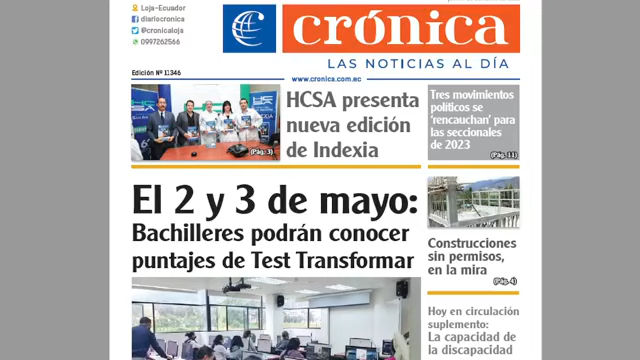 Loja-Ecuador
diariocronica
@cronicaloja
0997262566
crónica
LAS NOTICIAS AL DÍA
Edición Nº 11346
www.cronica.com.ec
HCSA presenta
nueva edición
de Indexia
(Pág. 3)
Tres movimientos
políticos se
‘rencauchan’ para
las seccionales
de 2023
(Pág. 11)
El 2 y 3 de mayo:
Bachilleres podrán conocer
puntajes de Test Transformar
Construcciones
sin permisos,
en la mira
(Pág. 4)
Hoy en circulación
suplemento:
La capacidad de
la discapacidad